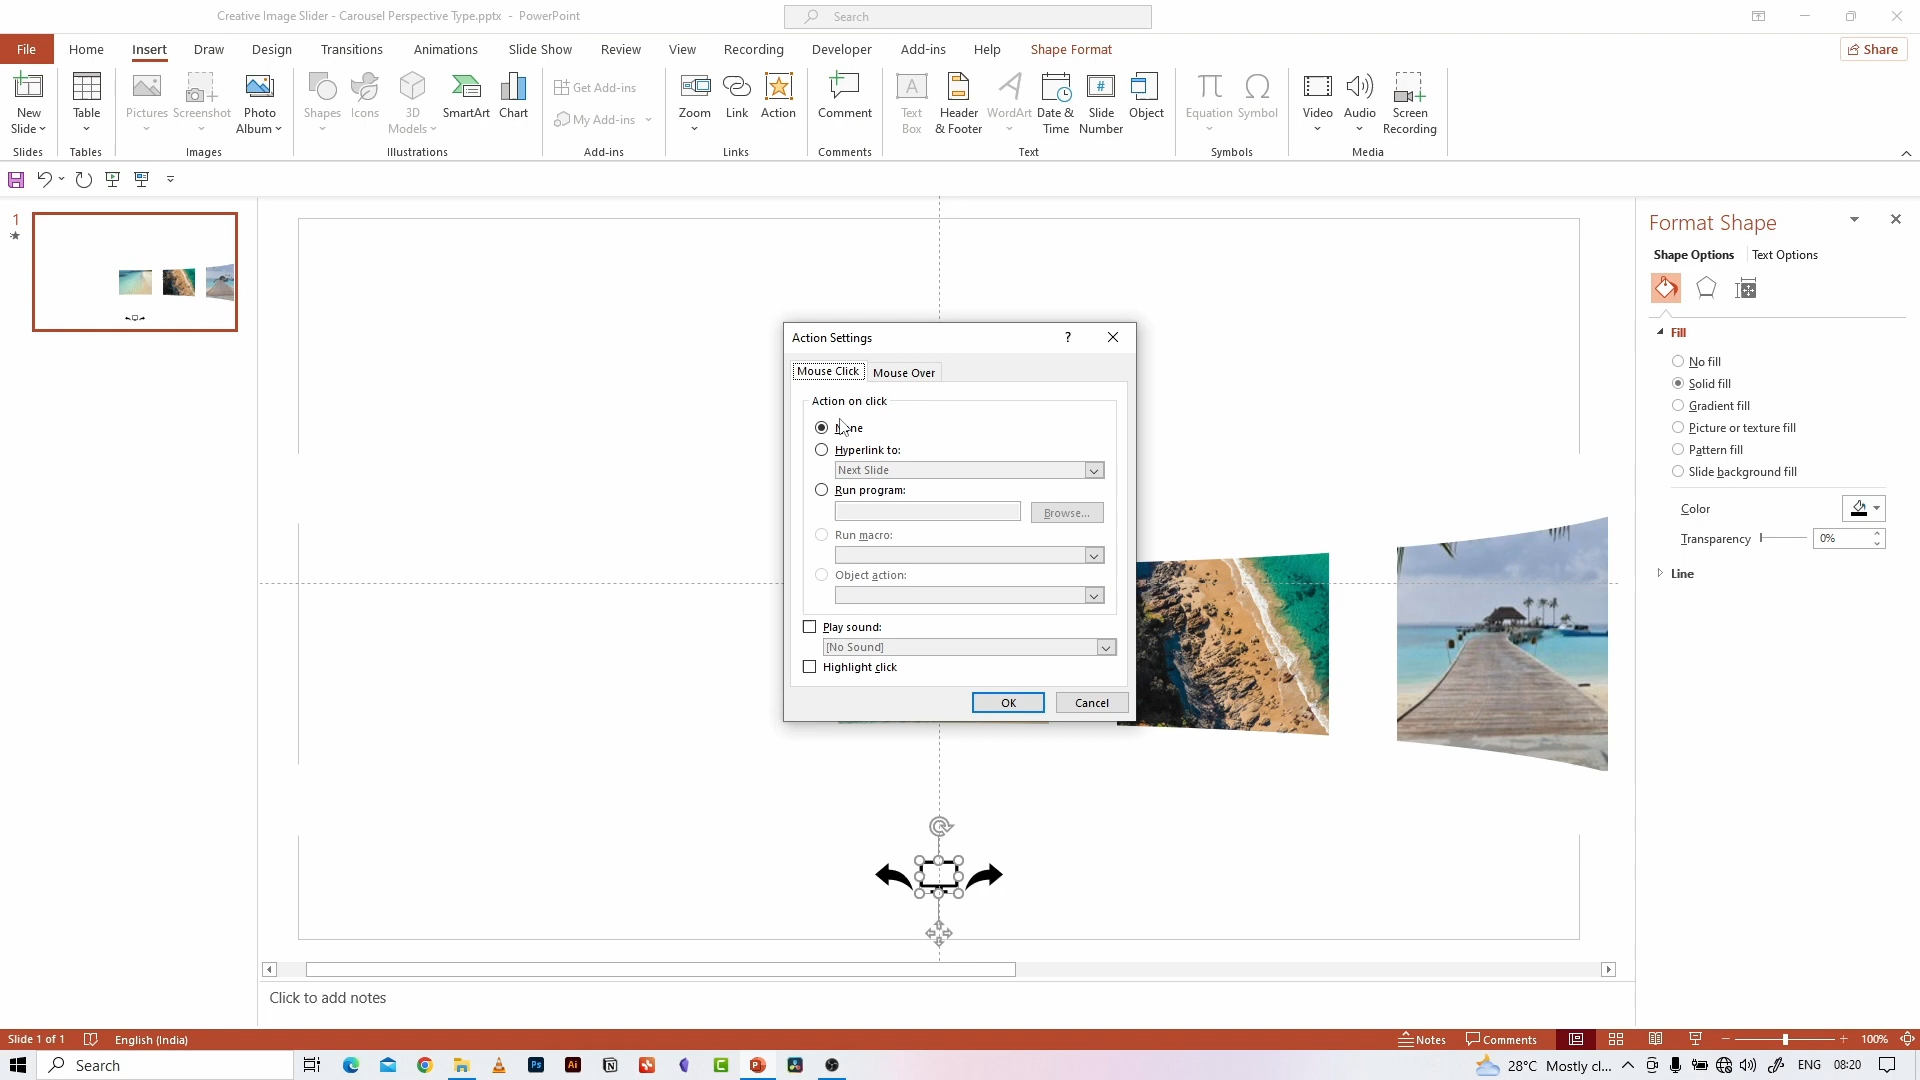 Creative Image Slider - Carousel Perspective Type.pptx - PowerPoint
Search
File Home Insert Draw Design Transitions Animations Slide Show Review View Recording Developer Add-ins Help Shape Format
Share
New Slide
Table
Pictures
Screenshot
Photo Album
Shapes
Icons
3D Models
SmartArt
Chart
Get Add-ins
My Add-ins
Zoom
Link
Action
Comment
Text Box
Header & Footer
WordArt
Date & Time
Slide Number
Object
Equation
Symbol
Video
Audio
Screen Recording
Slides Tables Images Illustrations Add-ins Links Comments Text Symbols Media
1
Format Shape
Shape Options Text Options
Fill
No fill
Solid fill
Gradient fill
Picture or texture fill
Pattern fill
Slide background fill
Color
Transparency 0%
Line
Action Settings
?
Mouse Click Mouse Over
Action on click
None
Hyperlink to:
Next Slide
Run program:
Browse...
Run macro:
Object action:
Play sound:
[No Sound]
Highlight click
OK Cancel
Click to add notes
Slide 1 of 1 English (India) Notes Comments 100%
Search
28°C Mostly cl... ENG 08:20